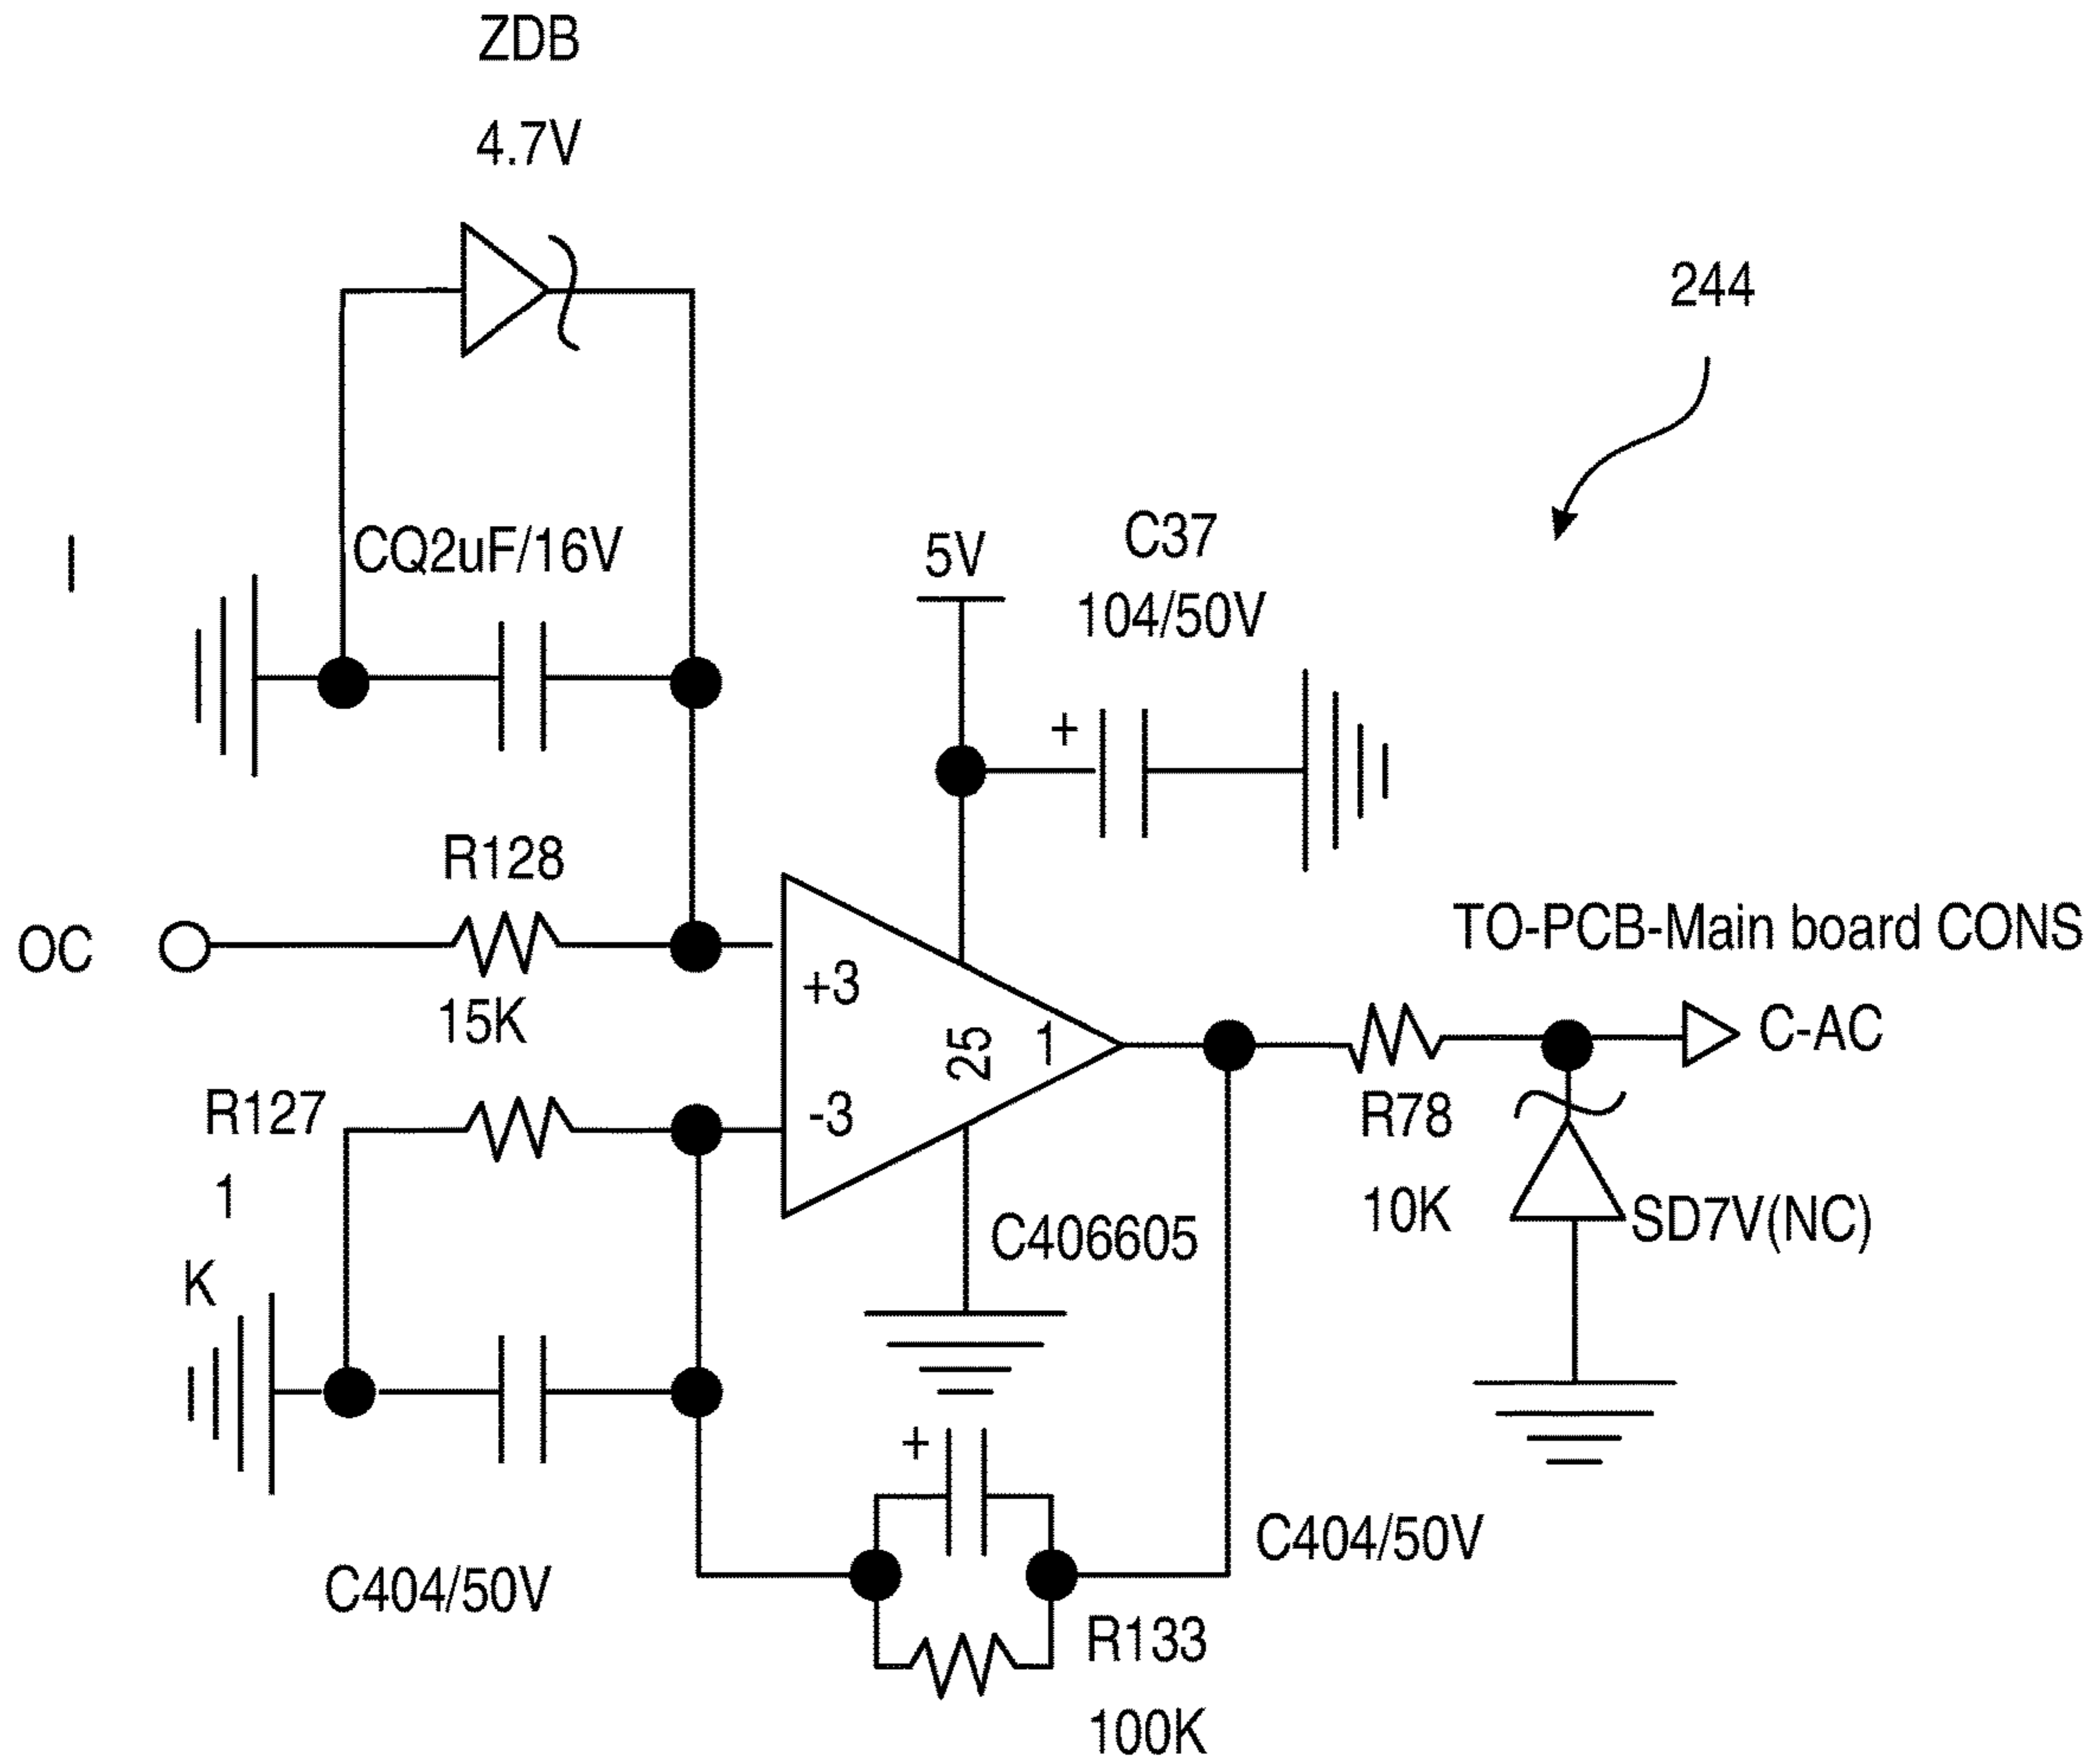 ZDB
4.7V
244
CQ2uF/16V
5V
C37
104/50V
+
R128
OC
15K
TO-PCB-Main board CONS
+3
25
1
C-AC
R127
1
K
-3
R78
10K
SD7V(NC)
C406605
+
C404/50V
C404/50V
R133
100K